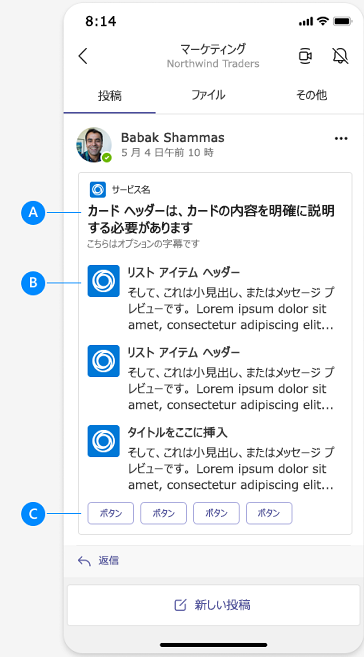 8:14
マーケティング
Northwind Traders
投稿 ファイル その他
Babak Shammas
5 月 4 日午前 10 時
サービス名
A
カード ヘッダーは、カードの内容を明確に説明
する必要があります
こちらはオプションの字幕です
B
リスト アイテム ヘッダー
そして、これは小見出し、またはメッセージ プ
レビューです。 Lorem ipsum dolor sit
amet, consectetur adipiscing elit...
リスト アイテム ヘッダー
そして、これは小見出し、またはメッセージ プ
レビューです。 Lorem ipsum dolor sit
amet, consectetur adipiscing elit...
タイトルをここに挿入
そして、これは小見出し、またはメッセージ プ
レビューです。 Lorem ipsum dolor sit
amet, consectetur adipiscing elit...
C
ボタン ボタン ボタン ボタン
返信
新しい投稿